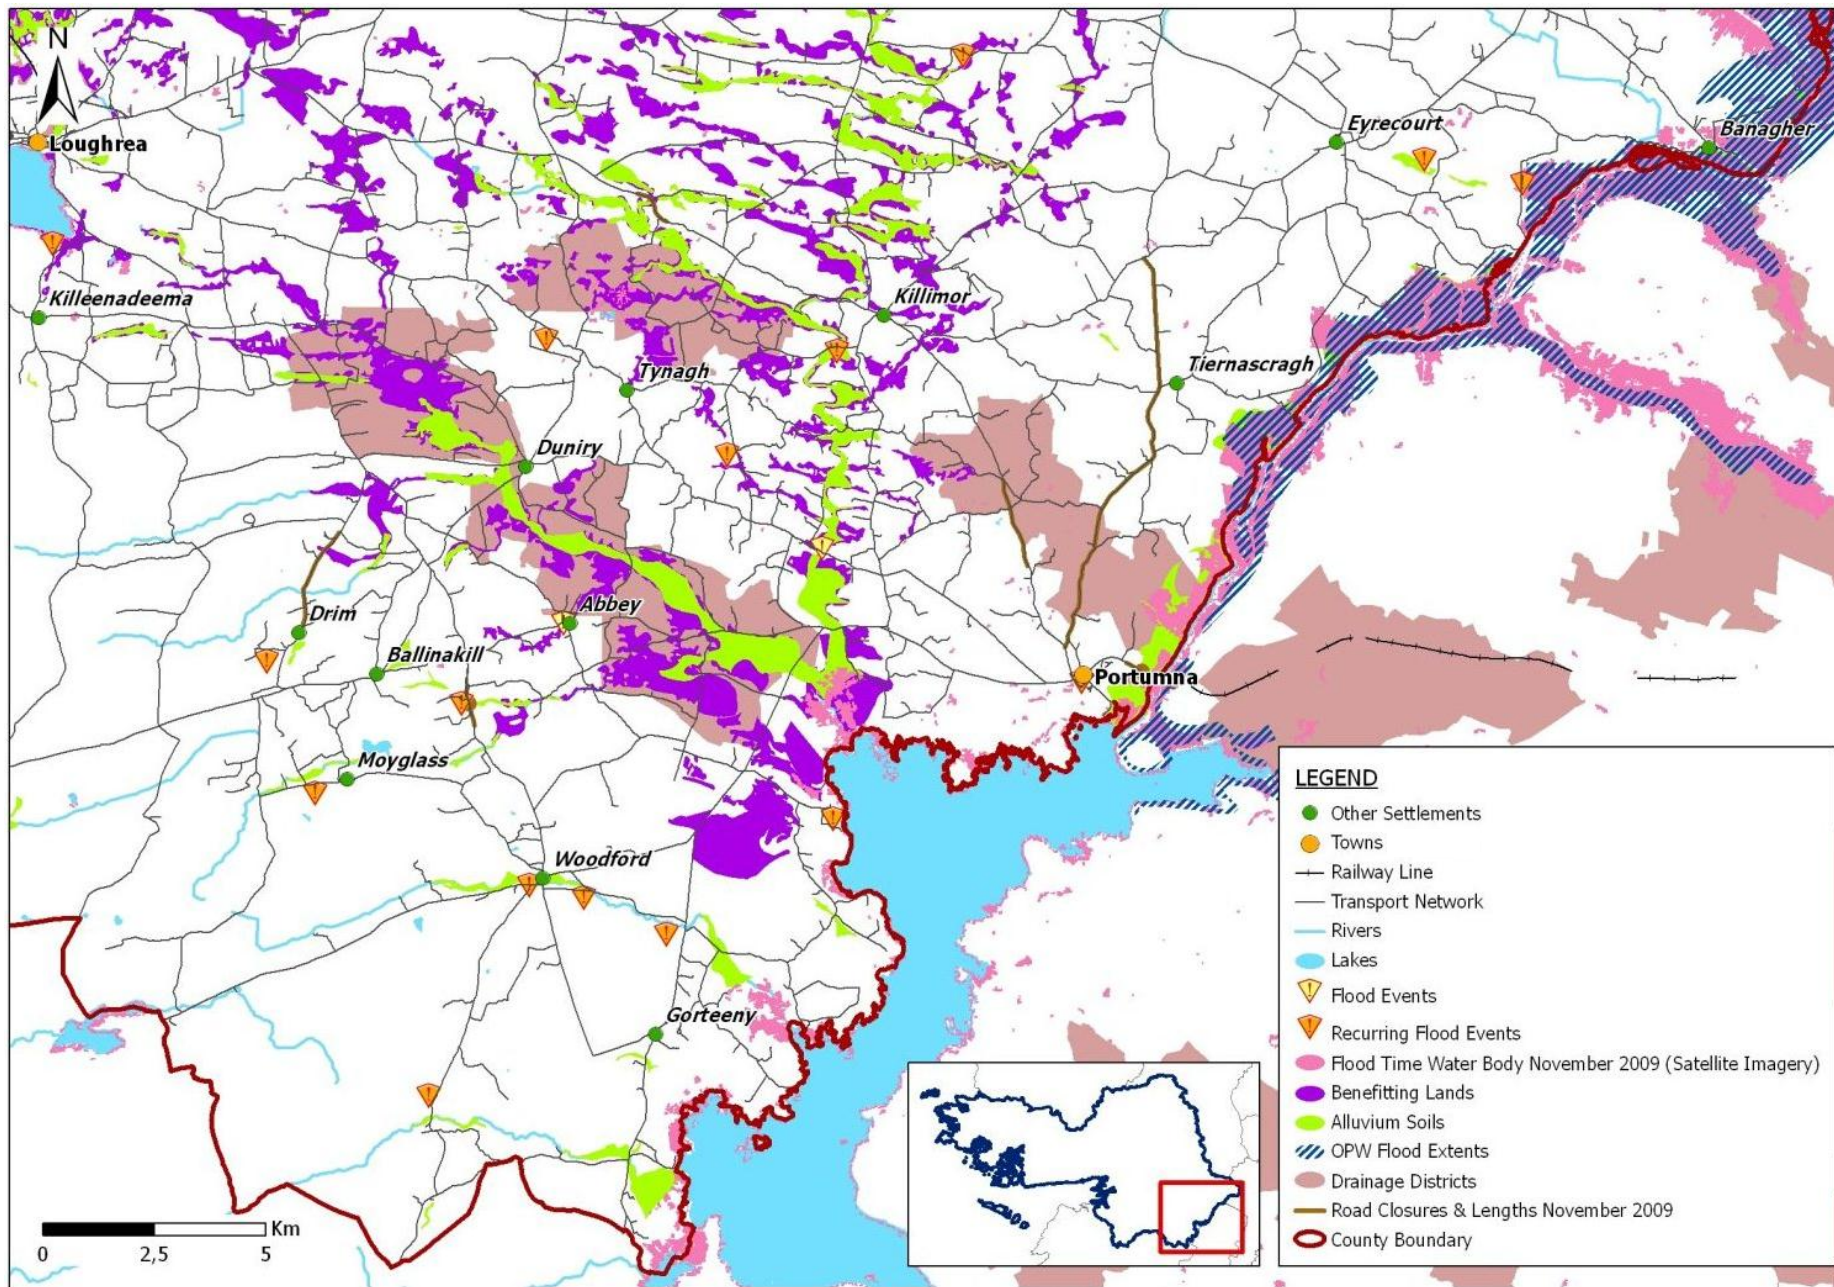 N
Loughrea
Eyrecourt
Banagher
Killeenadeema
Killimor
Tynagh
Tiernascragh
Duniry
Drim
Abbey
Ballinakill
Portumna
Moyglass
Woodford
Gorteeny
LEGEND
Other Settlements
Towns
Railway Line
Transport Network
Rivers
Lakes
Flood Events
Recurring Flood Events
Flood Time Water Body November 2009 (Satellite Imagery)
Benefitting Lands
Alluvium Soils
OPW Flood Extents
Drainage Districts
Road Closures & Lengths November 2009
County Boundary
Km
0 2,5 5